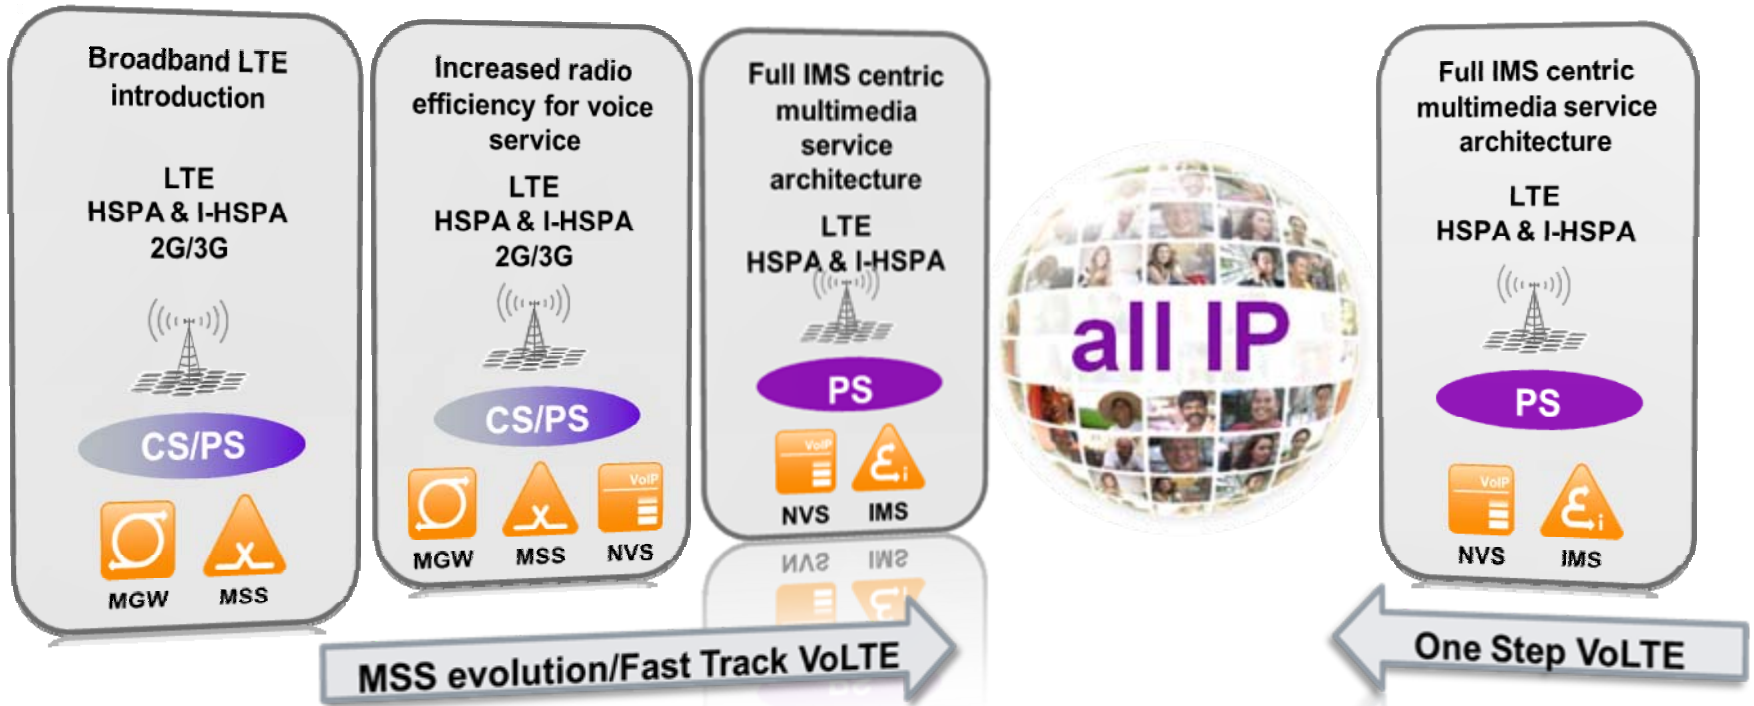 Broadband LTE
introduction
LTE
HSPA & I-HSPA
2G/3G
CS/PS
MGW
MSS
Increased radio
efficiency for voice
service
LTE
HSPA & I-HSPA
2G/3G
CS/PS
VoIP
MGW
MSS
NVS
Full IMS centric
multimedia
service
architecture
LTE
HSPA & I-HSPA
PS
VoIP
NVS
IMS
all IP
Full IMS centric
multimedia service
architecture
LTE
HSPA & I-HSPA
PS
VoIP
NVS
IMS
MSS evolution/Fast Track VoLTE
One Step VoLTE